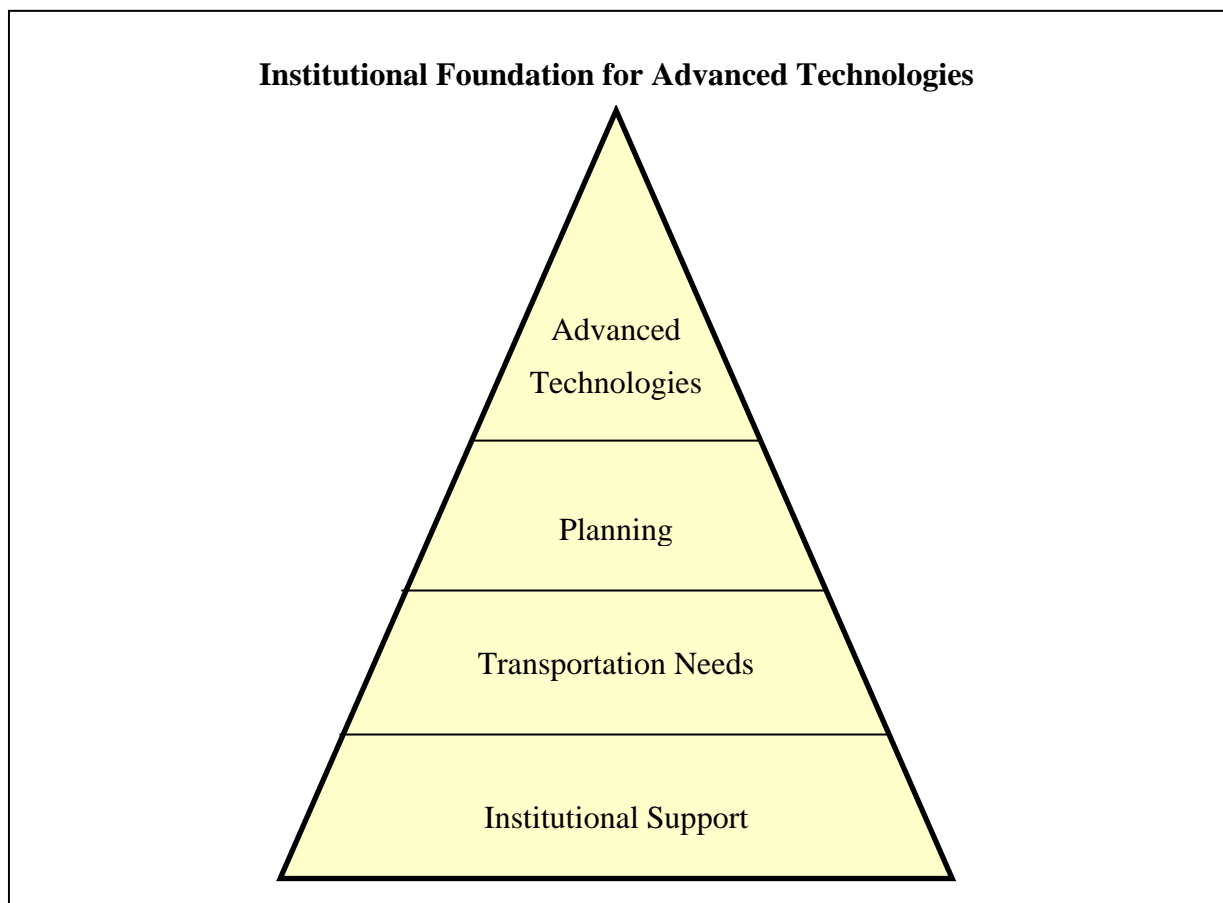 Institutional Foundation for Advanced Technologies
Advanced
Technologies
Planning
Transportation Needs
Institutional Support